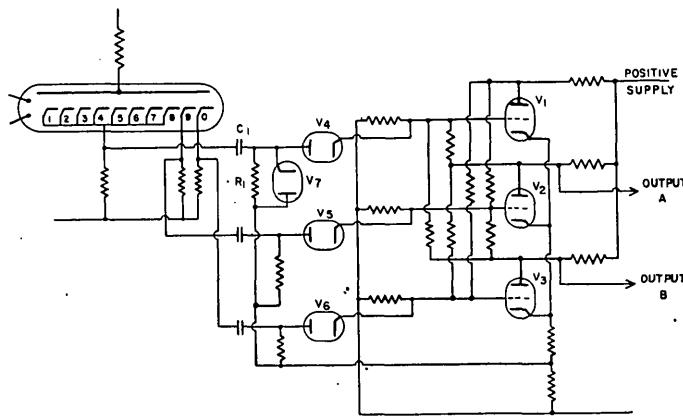 V1
POSITIVE
SUPPLY
1 2 3 4 5 6 7 8 9 0
C1
V4
R1
V7
V2
OUTPUT
A
V5
V3
OUTPUT
B
V6